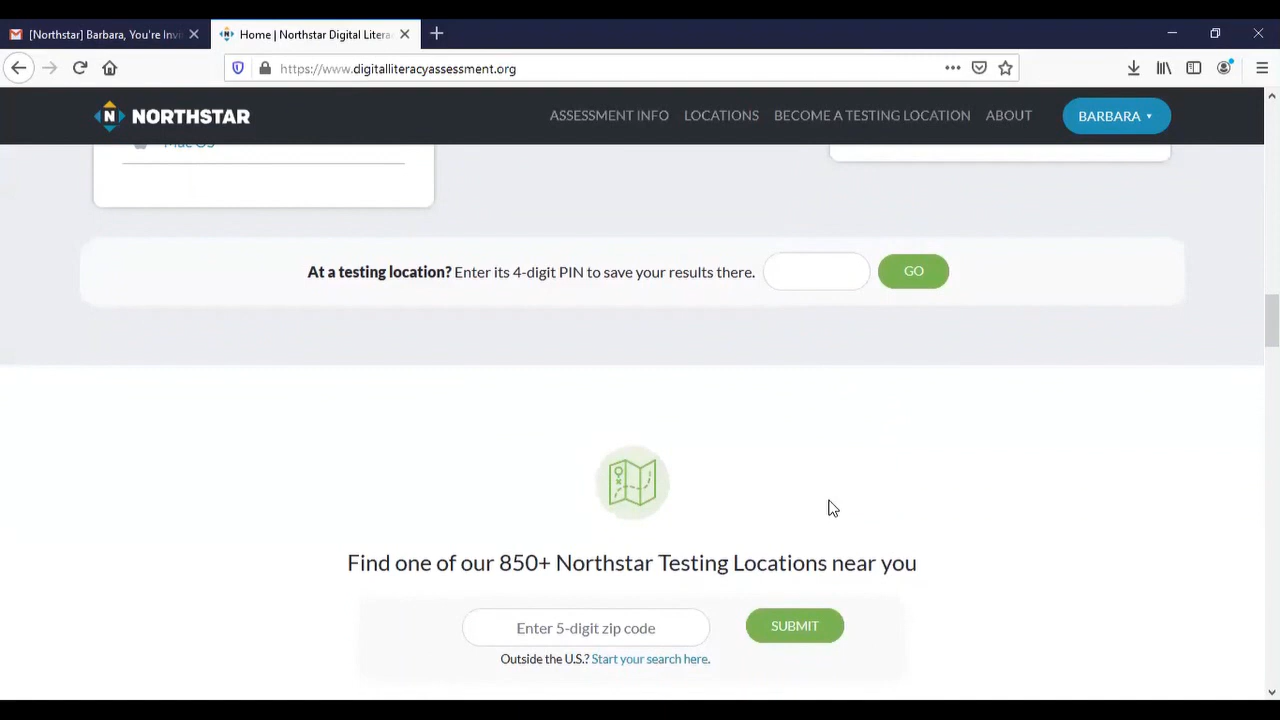 [Northstar] Barbara, You're Invi
Home | Northstar Digital Litera
https://www.digitalliteracyassessment.org
N NORTHSTAR
ASSESSMENT INFO
LOCATIONS
BECOME A TESTING LOCATION
ABOUT
BARBARA
Mac OS
At a testing location? Enter its 4-digit PIN to save your results there.
GO
Find one of our 850+ Northstar Testing Locations near you
Enter 5-digit zip code
SUBMIT
Outside the U.S.? Start your search here.